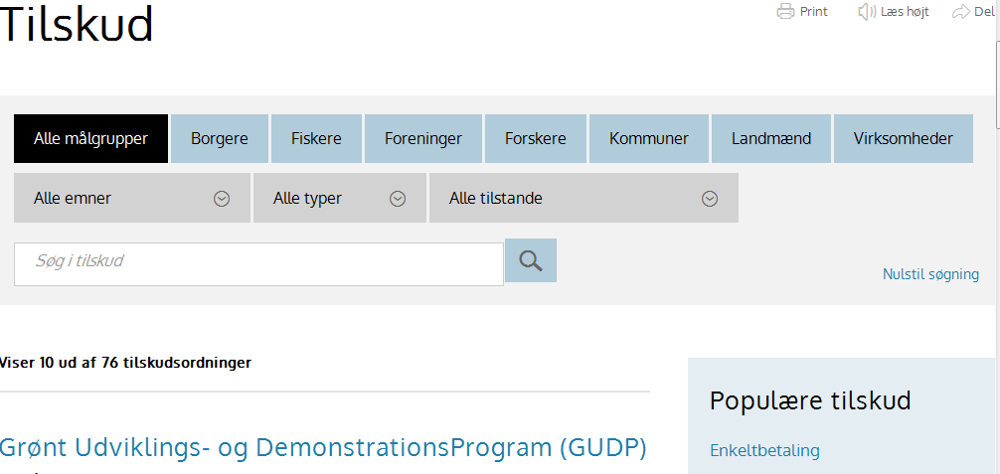 Tilskud
Print Læs højt Del
Alle målgrupper Borgere Fiskere Foreninger Forskere Kommuner Landmænd Virksomheder
Alle emner Alle typer Alle tilstande
Søg i tilskud
Nulstil søgning
Viser 10 ud af 76 tilskudsordninger
Populære tilskud
Grønt Udviklings- og DemonstrationsProgram (GUDP)
Enkeltbetaling